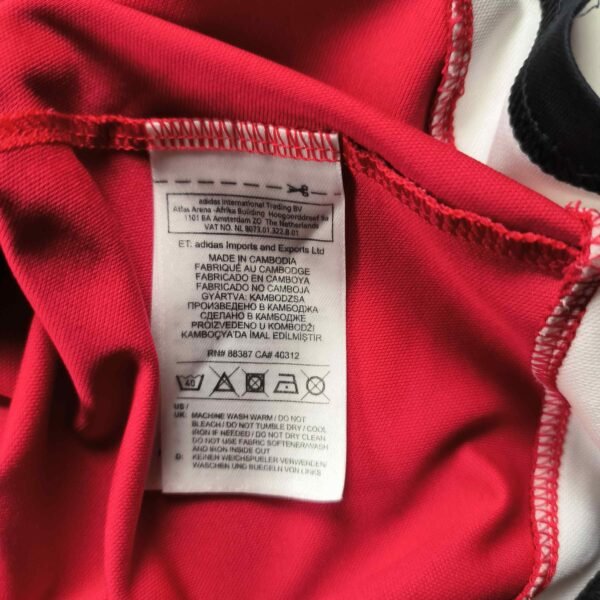 adidas International Trading BV
Atlas Arena -Afrika Building Hoogoorddreef 9a
1101 BA Amsterdam ZO The Netherlands
VAT NO. NL 8073.01.322.B.01
ET. adidas Imports and Exports Ltd
MADE IN CAMBODIA
FABRIQUÉ AU CAMBODGE
FABRICADO EN CAMBOYA
FABRICADO NO CAMBOJA
GYÁRTVA: KAMBODZSA
ПРОИЗВЕДЕНО В КАМБОДЖА
СДЕЛАНО В КАМБОДЖЕ
PROIZVEDENO U KOMBODŽI
KAMBOÇYA'DA İMAL EDİLMİŞTİR
RN# 88387 CA# 40312
40
US /
UK: MACHINE WASH WARM / DO NOT
BLEACH / DO NOT TUMBLE DRY / COOL
IRON IF NEEDED / DO NOT DRY CLEAN
DO NOT USE FABRIC SOFTENER/WASH
AND IRON INSIDE OUT
D: KEINEN WEICHSPUELER VERWENDEN/
WASCHEN UND BUEGELN VON LINKS